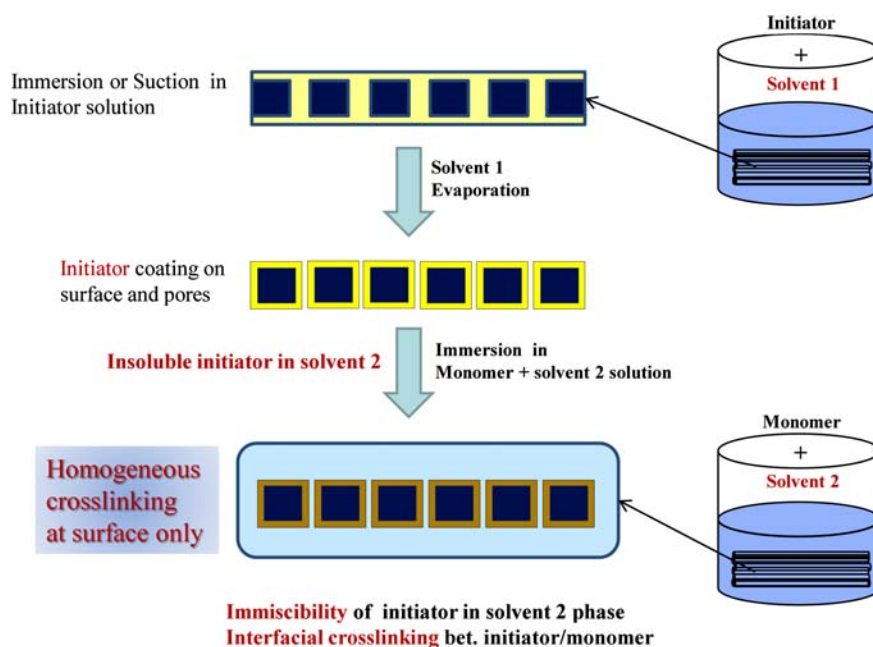 Initiator
+
Solvent 1
Immersion or Suction in
Initiator solution
Solvent 1
Evaporation
Initiator coating on
surface and pores
Insoluble initiator in solvent 2
Immersion in
Monomer + solvent 2 solution
Monomer
+
Solvent 2
Homogeneous
crosslinking
at surface only
Immiscibility of initiator in solvent 2 phase
Interfacial crosslinking bet. initiator/monomer